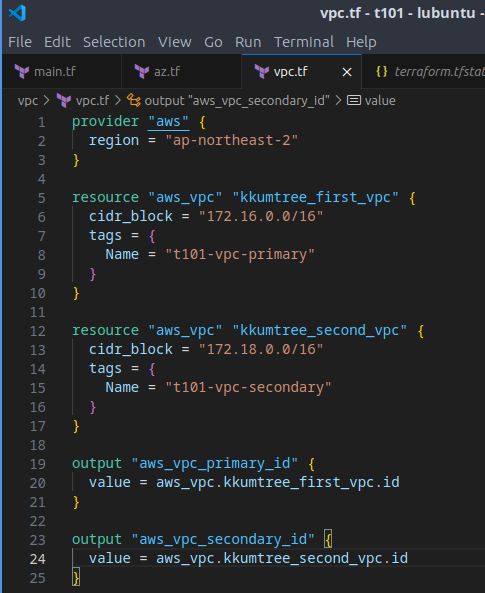 vpc.tf - t101 - lubuntu -
File Edit Selection View Go Run Terminal Help
main.tf az.tf vpc.tf × {} terraform.tfstat
vpc > vpc.tf > output "aws_vpc_secondary_id" > value
1 provider "aws" {
2   region = "ap-northeast-2"
3 }
4
5 resource "aws_vpc" "kkumtree_first_vpc" {
6   cidr_block = "172.16.0.0/16"
7   tags = {
8     Name = "t101-vpc-primary"
9   }
10 }
11
12 resource "aws_vpc" "kkumtree_second_vpc" {
13   cidr_block = "172.18.0.0/16"
14   tags = {
15     Name = "t101-vpc-secondary"
16   }
17 }
18
19 output "aws_vpc_primary_id" {
20   value = aws_vpc.kkumtree_first_vpc.id
21 }
22
23 output "aws_vpc_secondary_id" {
24   value = aws_vpc.kkumtree_second_vpc.id
25 }